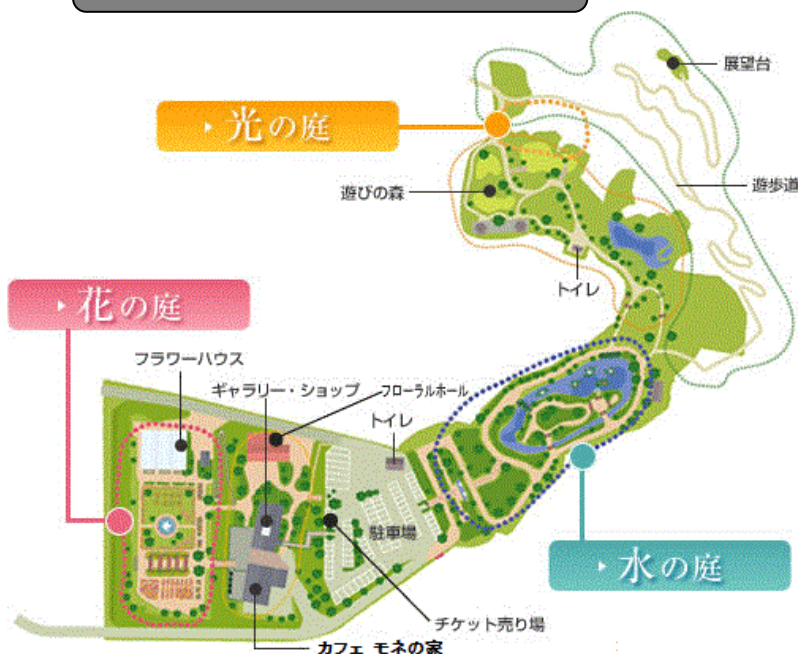 展望台
▶光の庭
遊びの森
遊歩道
トイレ
▶花の庭
フラワーハウス
ギャラリー・ショップ
フローラルホール
トイレ
駐車場
▶水の庭
チケット売り場
カフェ モネの家